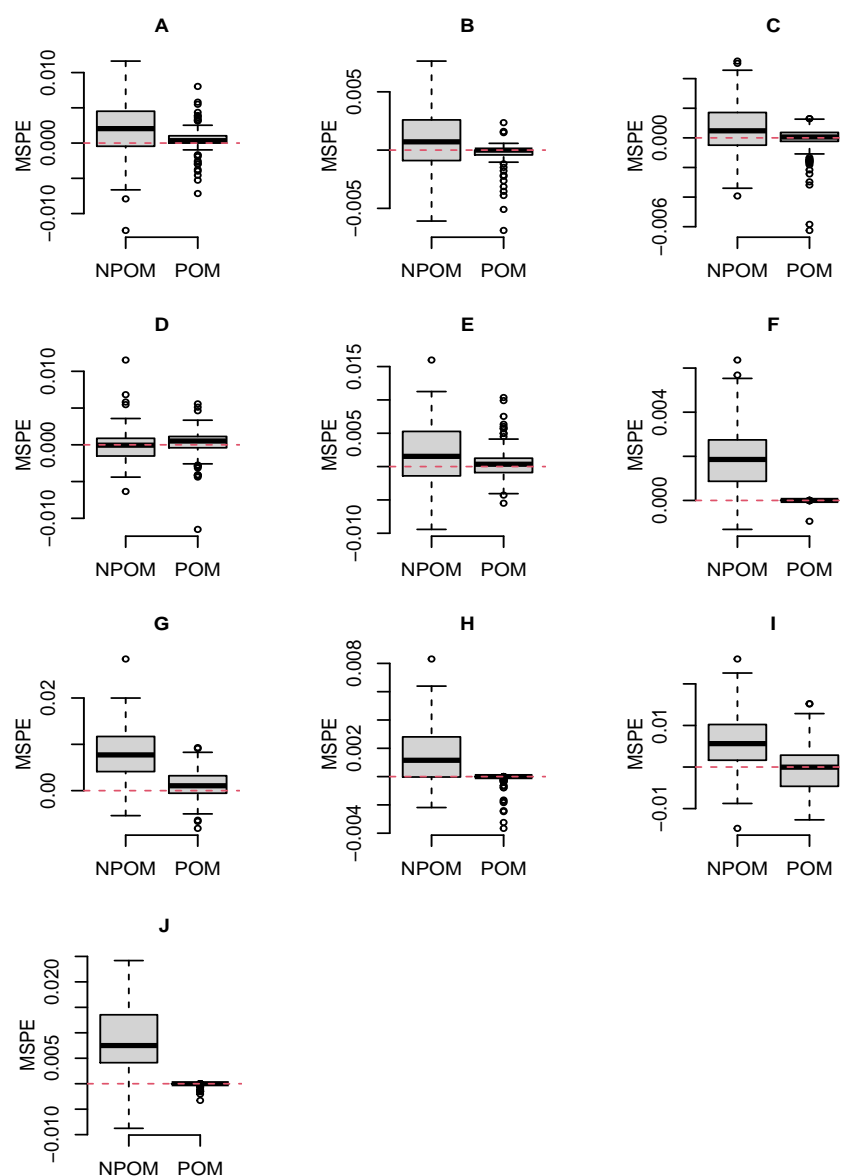 A
MSPE
0.010
0.000
−0.010
NPOM POM
B
MSPE
0.005
−0.005
NPOM POM
C
MSPE
0.000
−0.006
NPOM POM
D
MSPE
0.010
0.000
−0.010
NPOM POM
E
MSPE
0.015
0.005
−0.010
NPOM POM
F
MSPE
0.004
0.000
NPOM POM
G
MSPE
0.02
0.00
NPOM POM
H
MSPE
0.008
0.002
−0.004
NPOM POM
I
MSPE
0.01
−0.01
NPOM POM
J
MSPE
0.020
0.005
−0.010
NPOM POM